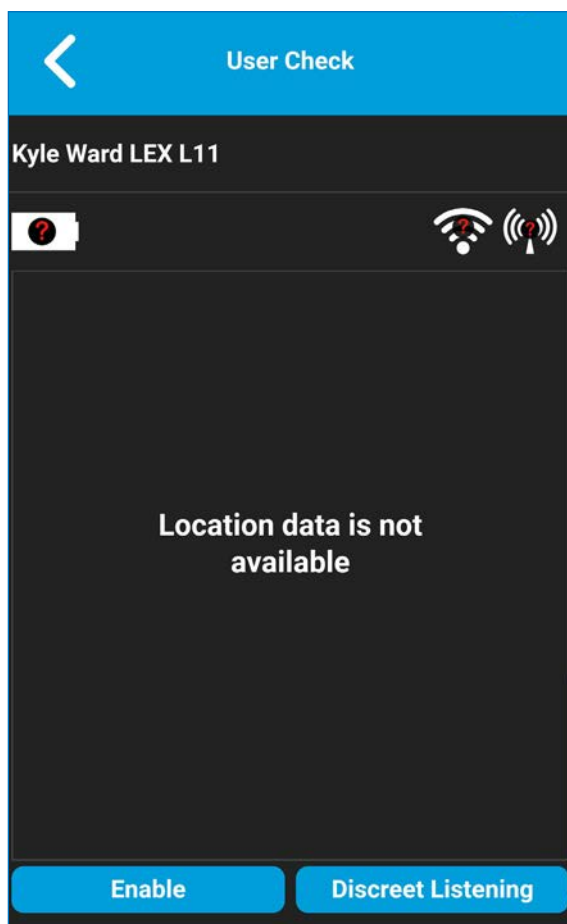 User Check
Kyle Ward LEX L11
?
? ?
Location data is not
available
Enable Discreet Listening